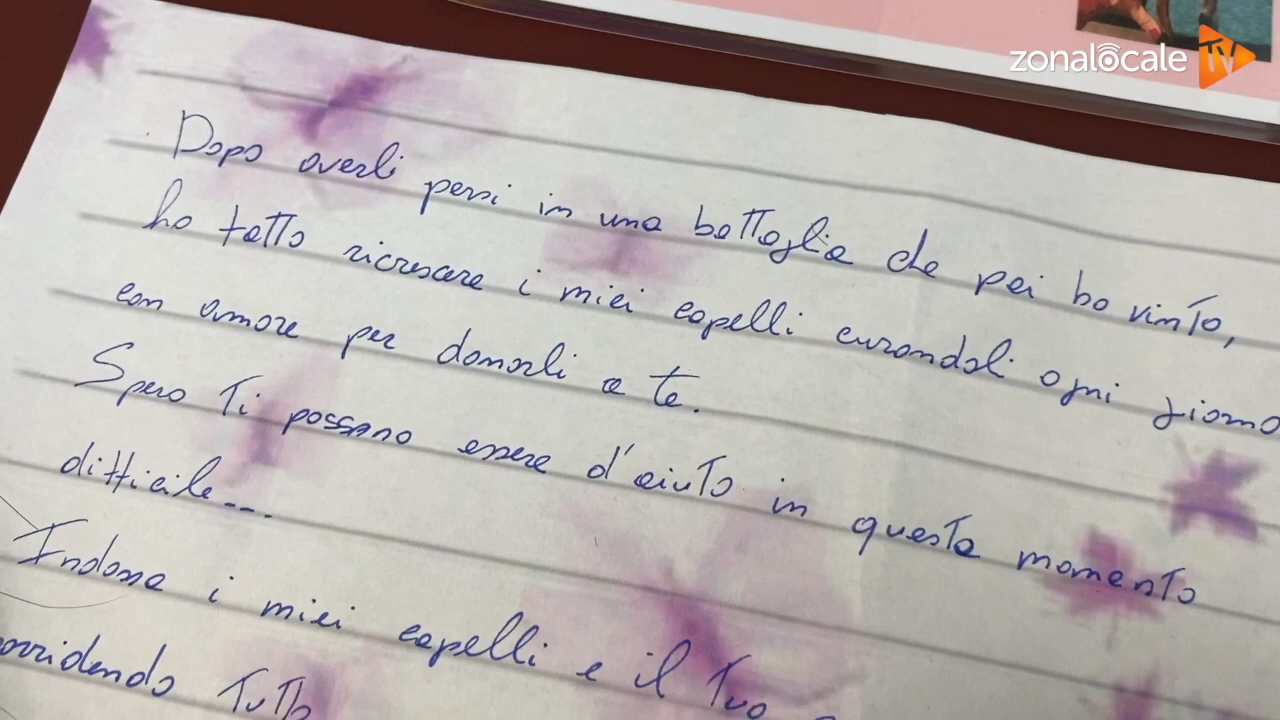 zonalocale TV
Dopo averli persi in una battaglia che poi ho vinto,
ho fatto ricrescere i miei capelli curandoli ogni giorno
con amore per donarli a te.
Spero Ti possano essere d'aiuto in questo momento
difficile...
Indossa i miei capelli e il Tuo
sorridendo Tutto